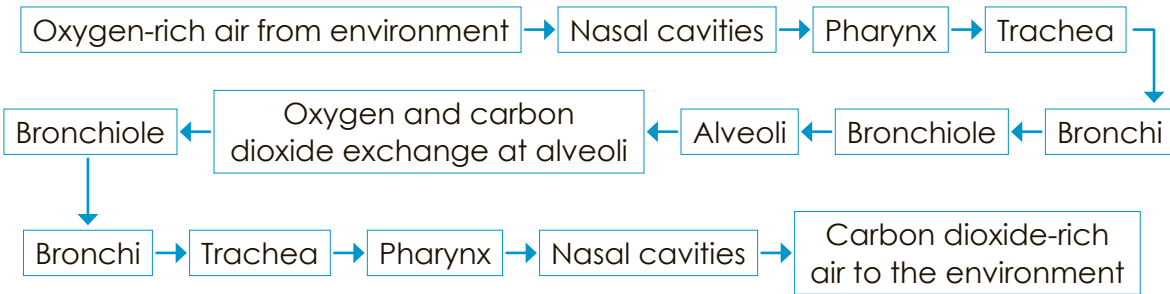 Oxygen-rich air from environment
Nasal cavities
Pharynx
Trachea
Bronchi
Bronchiole
Alveoli
Oxygen and carbon
dioxide exchange at alveoli
Bronchiole
Bronchi
Trachea
Pharynx
Nasal cavities
Carbon dioxide-rich
air to the environment